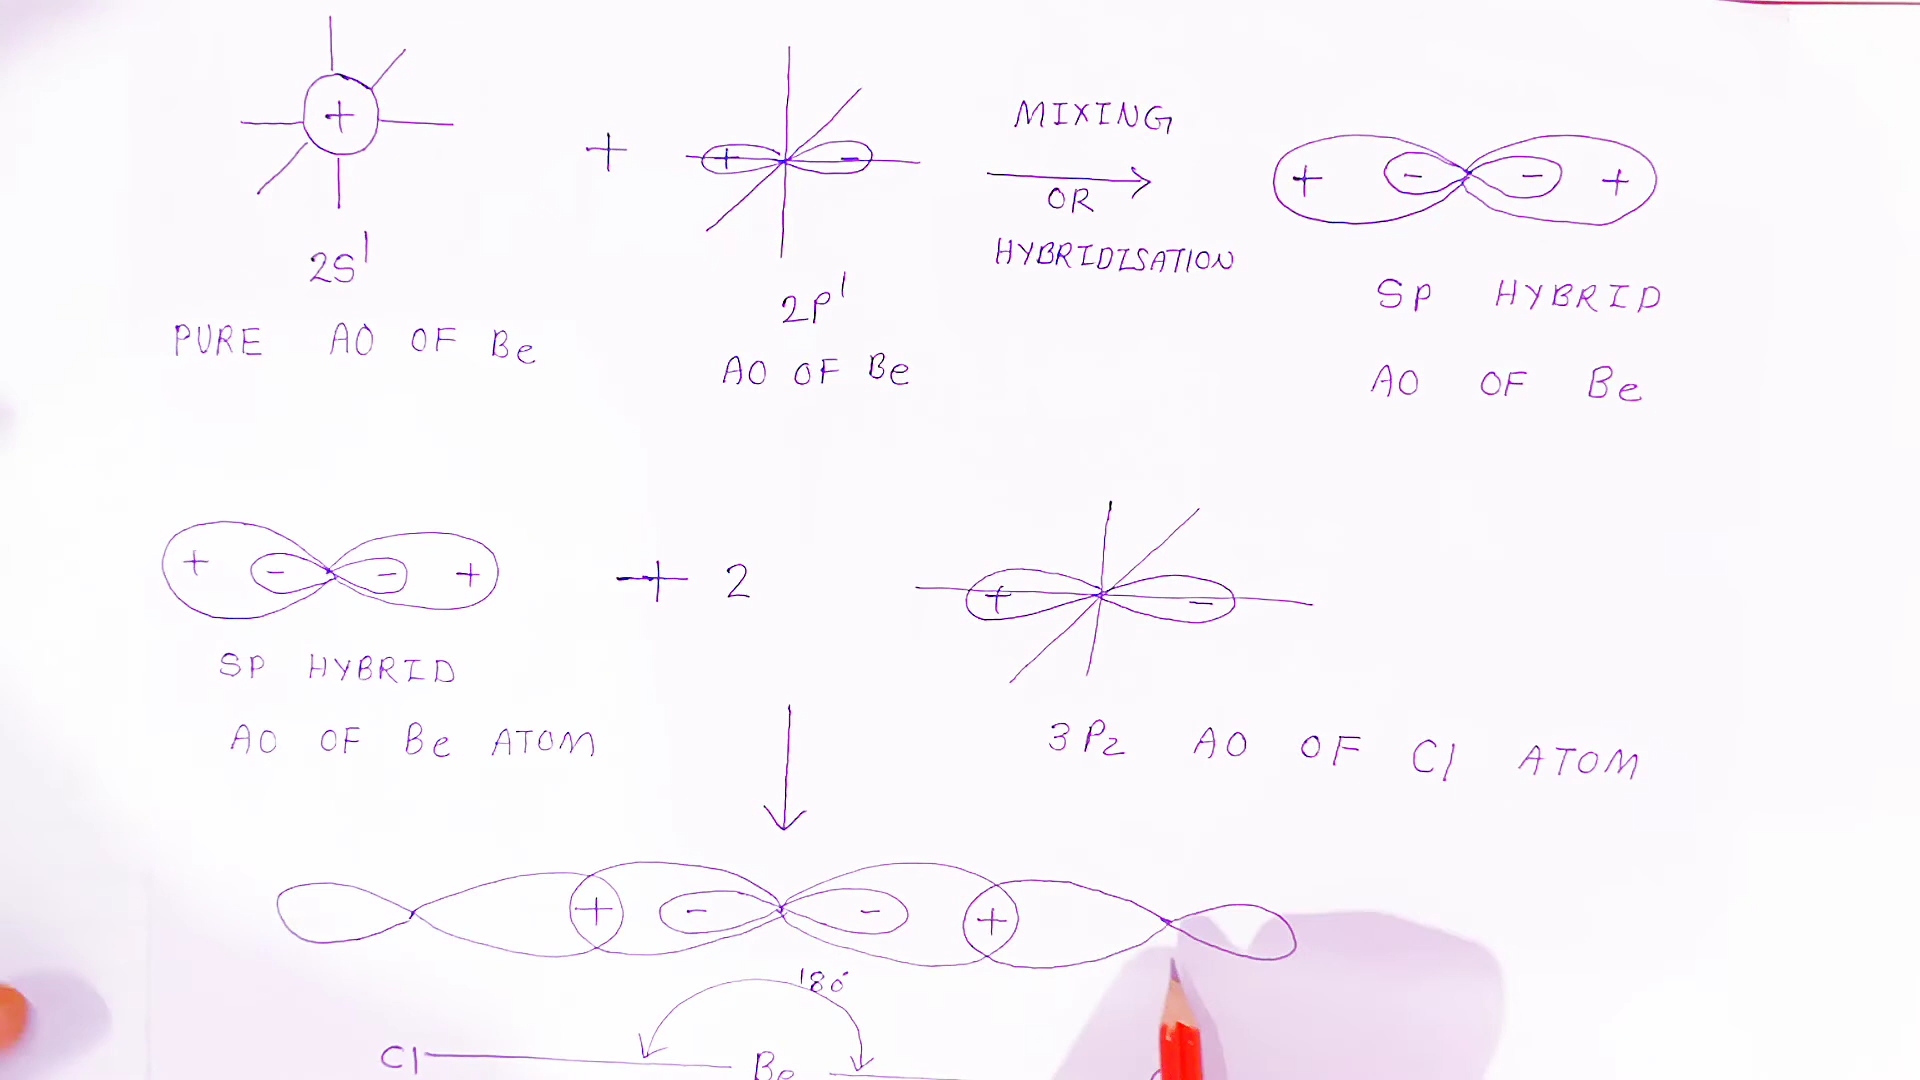 +
+
+ -
MIXING
OR
HYBRIDISATION
+ - - +
2S¹
PURE AO OF Be
2P¹
AO OF Be
SP HYBRID
AO OF Be
+ - - +
+ 2
+ -
SP HYBRID
AO OF Be ATOM
3Pz AO OF Cl ATOM
+ - - +
180°
Cl Be